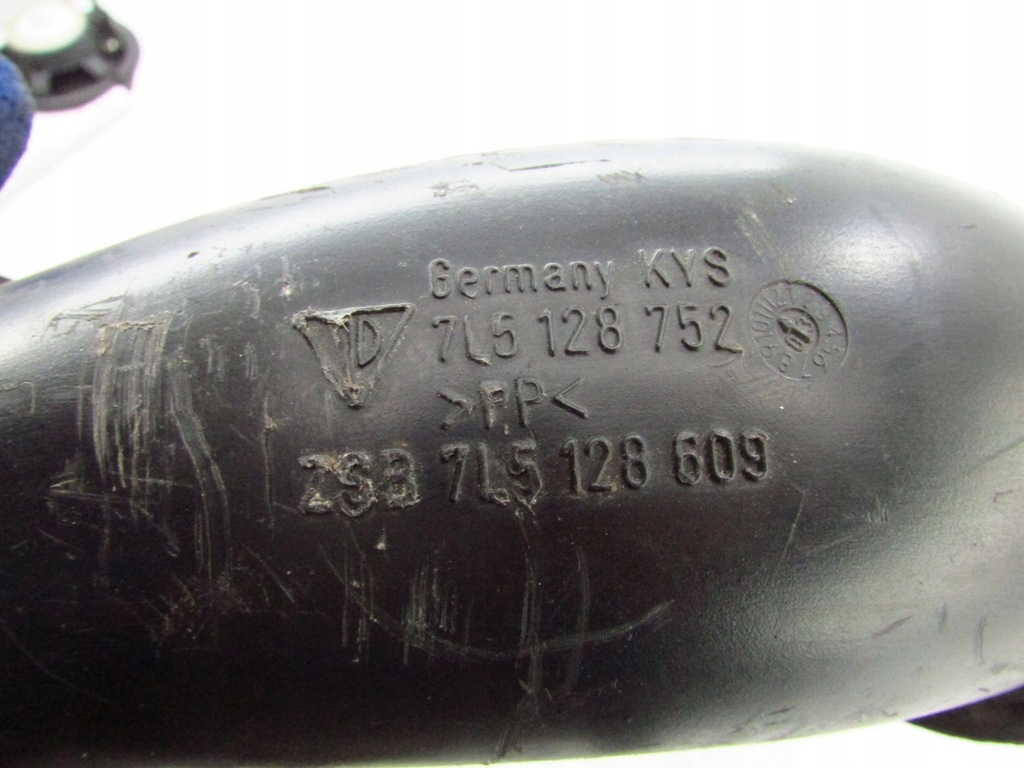 Germany KYS
D 7L5 128 752
>PP<
ZSB 7L5 128 609